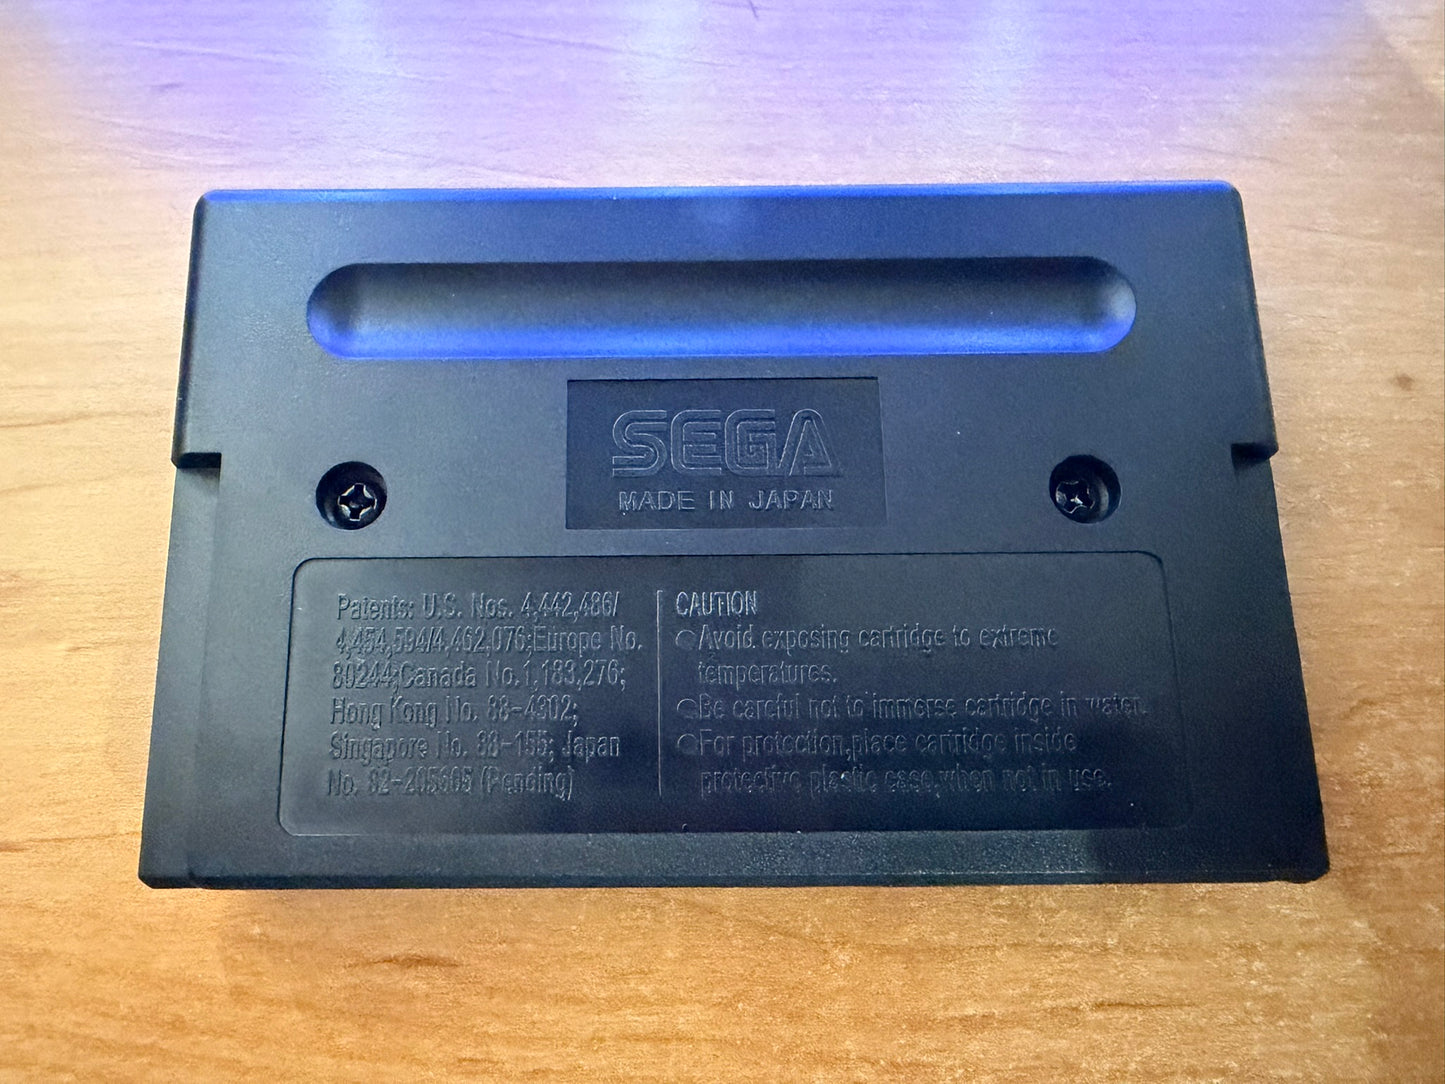 SEGA
MADE IN JAPAN
Patents: U.S. Nos. 4,442,486/
4,454,594/4,462,076;Europe No.
80244;Canada No.1,183,276;
Hong Kong No. 88-4302;
Singapore No. 88-155; Japan
No. 82-205605 (Pending)
CAUTION
Avoid exposing cartridge to extreme
temperatures.
Be careful not to immerse cartridge in water.
For protection,place cartridge inside
protective plastic case,when not in use.